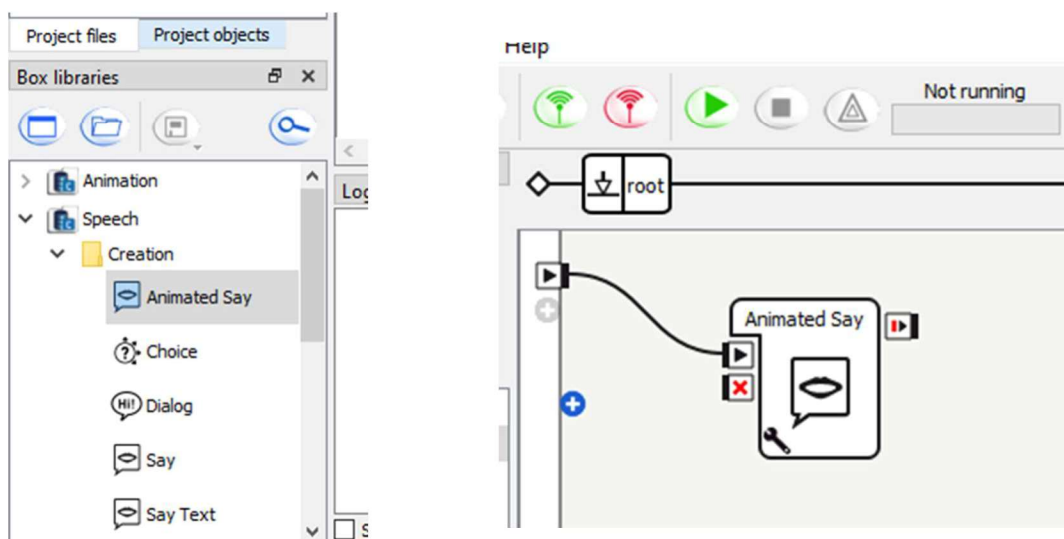 Project files
Project objects
Box libraries
Animation
Speech
Creation
Animated Say
Choice
Hi!
Dialog
Say
Say Text
Help
Not running
root
Animated Say